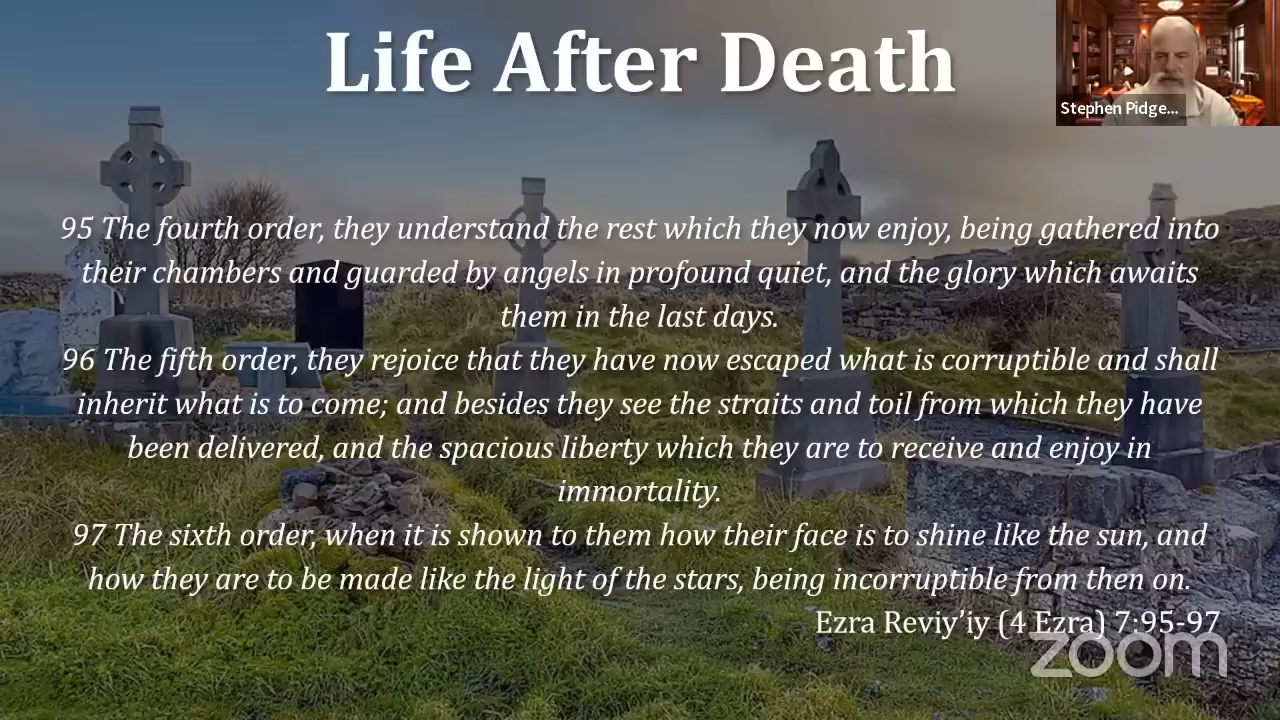 Life After Death
Stephen Pidge...
95 The fourth order, they understand the rest which they now enjoy, being gathered into
their chambers and guarded by angels in profound quiet, and the glory which awaits
them in the last days.
96 The fifth order, they rejoice that they have now escaped what is corruptible and shall
inherit what is to come; and besides they see the straits and toil from which they have
been delivered, and the spacious liberty which they are to receive and enjoy in
immortality.
97 The sixth order, when it is shown to them how their face is to shine like the sun, and
how they are to be made like the light of the stars, being incorruptible from then on.
Ezra Reviy’iy (4 Ezra) 7:95-97
zoom